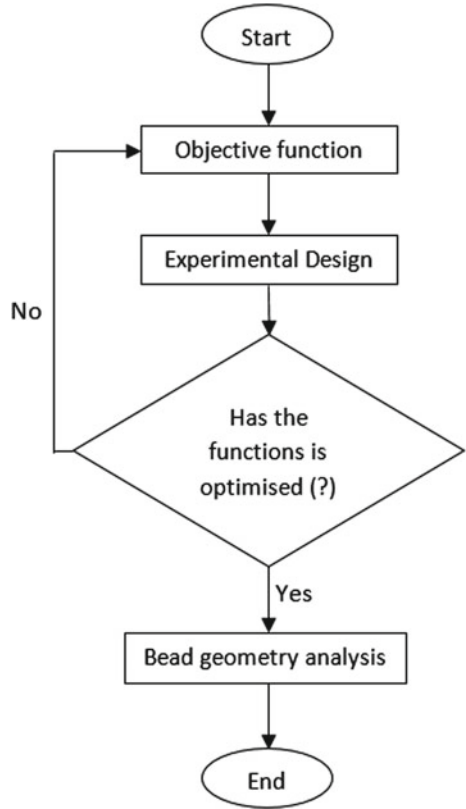 Start
Objective function
Experimental Design
No
Has the
functions is
optimised (?)
Yes
Bead geometry analysis
End